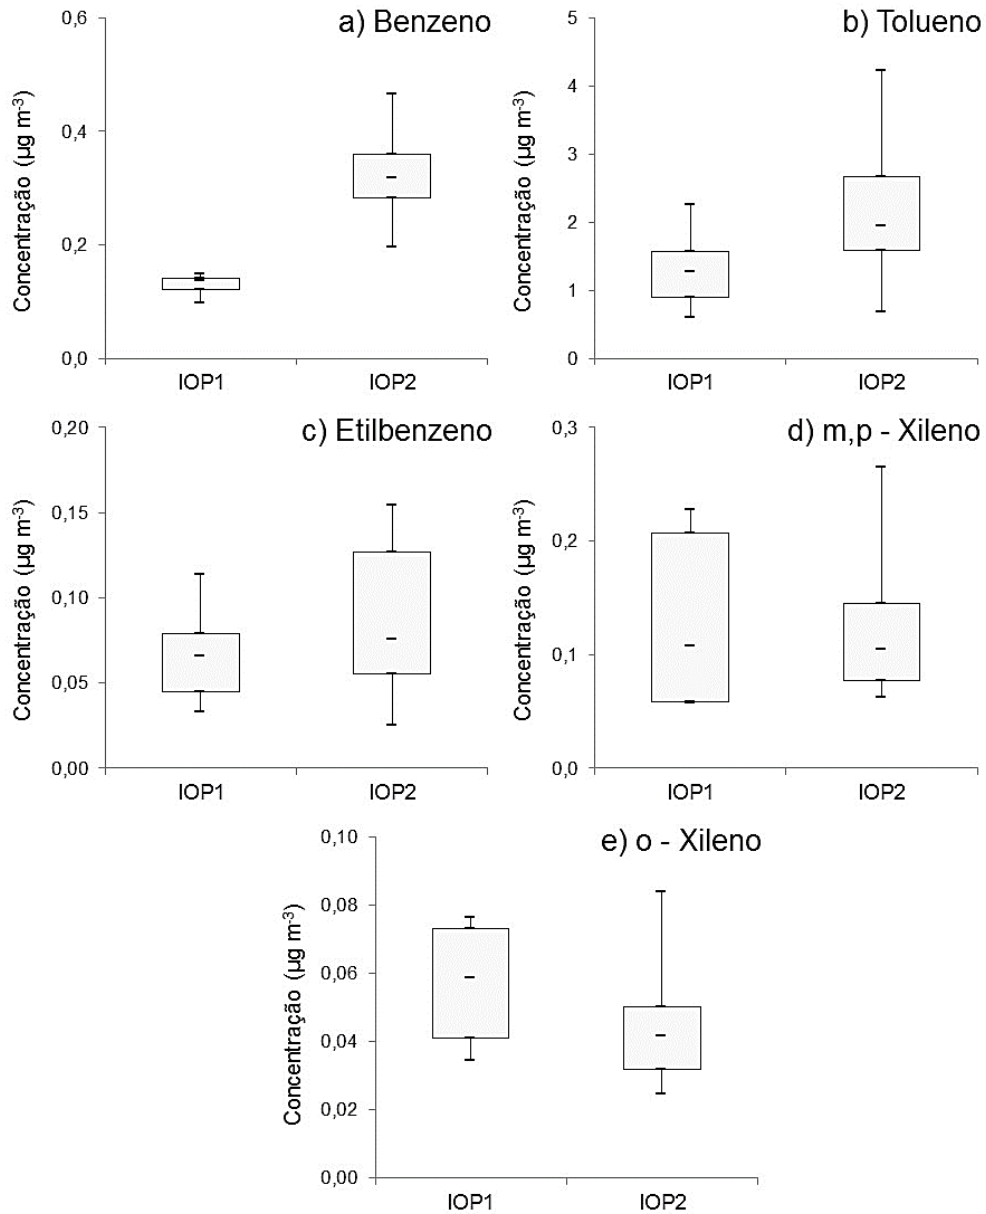 a) Benzeno
Concentração (µg m-3)
0,6
0,4
0,2
0,0
IOP1 IOP2
b) Tolueno
Concentração (µg m-3)
5
4
3
2
1
0
IOP1 IOP2
c) Etilbenzeno
Concentração (µg m-3)
0,20
0,15
0,10
0,05
0,00
IOP1 IOP2
d) m,p - Xileno
Concentração (µg m-3)
0,3
0,2
0,1
0,0
IOP1 IOP2
e) o - Xileno
Concentração (µg m-3)
0,10
0,08
0,06
0,04
0,02
0,00
IOP1 IOP2